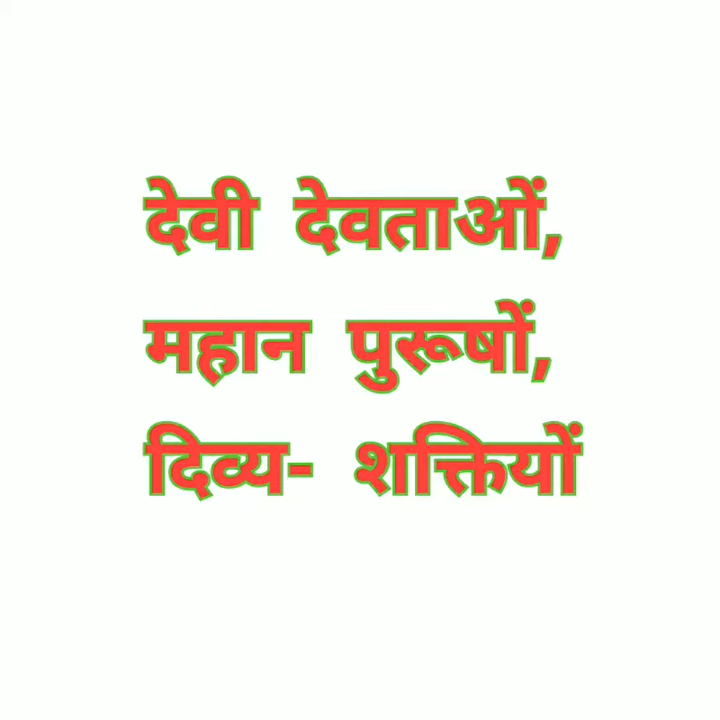 देवी देवताओं,
महान पुरूषों,
दिव्य- शक्तियों